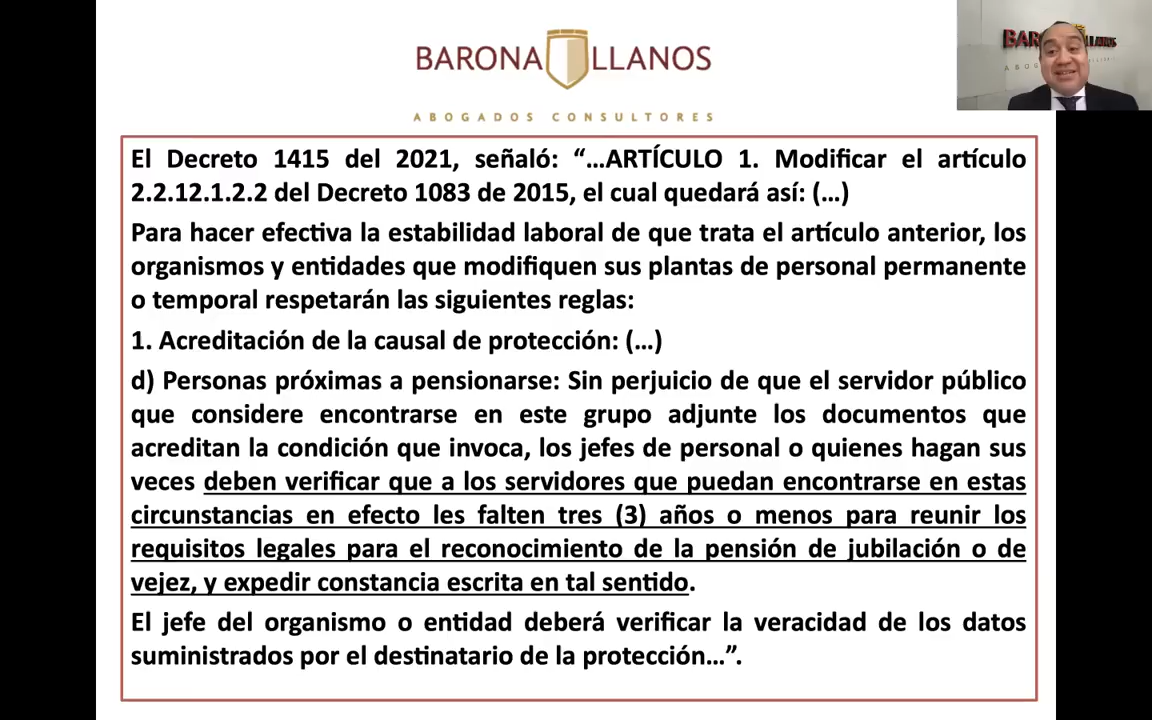 BARONA LLANOS
ABOGADOS CONSULTORES
El Decreto 1415 del 2021, señaló: “…ARTÍCULO 1. Modificar el artículo
2.2.12.1.2.2 del Decreto 1083 de 2015, el cual quedará así: (…)
Para hacer efectiva la estabilidad laboral de que trata el artículo anterior, los
organismos y entidades que modifiquen sus plantas de personal permanente
o temporal respetarán las siguientes reglas:
1. Acreditación de la causal de protección: (…)
d) Personas próximas a pensionarse: Sin perjuicio de que el servidor público
que considere encontrarse en este grupo adjunte los documentos que
acreditan la condición que invoca, los jefes de personal o quienes hagan sus
veces deben verificar que a los servidores que puedan encontrarse en estas
circunstancias en efecto les falten tres (3) años o menos para reunir los
requisitos legales para el reconocimiento de la pensión de jubilación o de
vejez, y expedir constancia escrita en tal sentido.
El jefe del organismo o entidad deberá verificar la veracidad de los datos
suministrados por el destinatario de la protección…”.